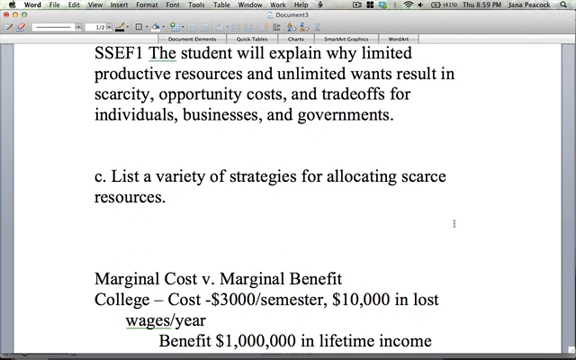 Word File Edit View Insert Format Font Tools Table Window Work Help (41%) Thu 8:59 PM Jana Peacock
Document3
1/2
Document Elements Quick Tables Charts SmartArt Graphics WordArt
SSEF1 The student will explain why limited
productive resources and unlimited wants result in
scarcity, opportunity costs, and tradeoffs for
individuals, businesses, and governments.
c. List a variety of strategies for allocating scarce
resources.
Marginal Cost v. Marginal Benefit
College – Cost -$3000/semester, $10,000 in lost
wages/year
Benefit $1,000,000 in lifetime income